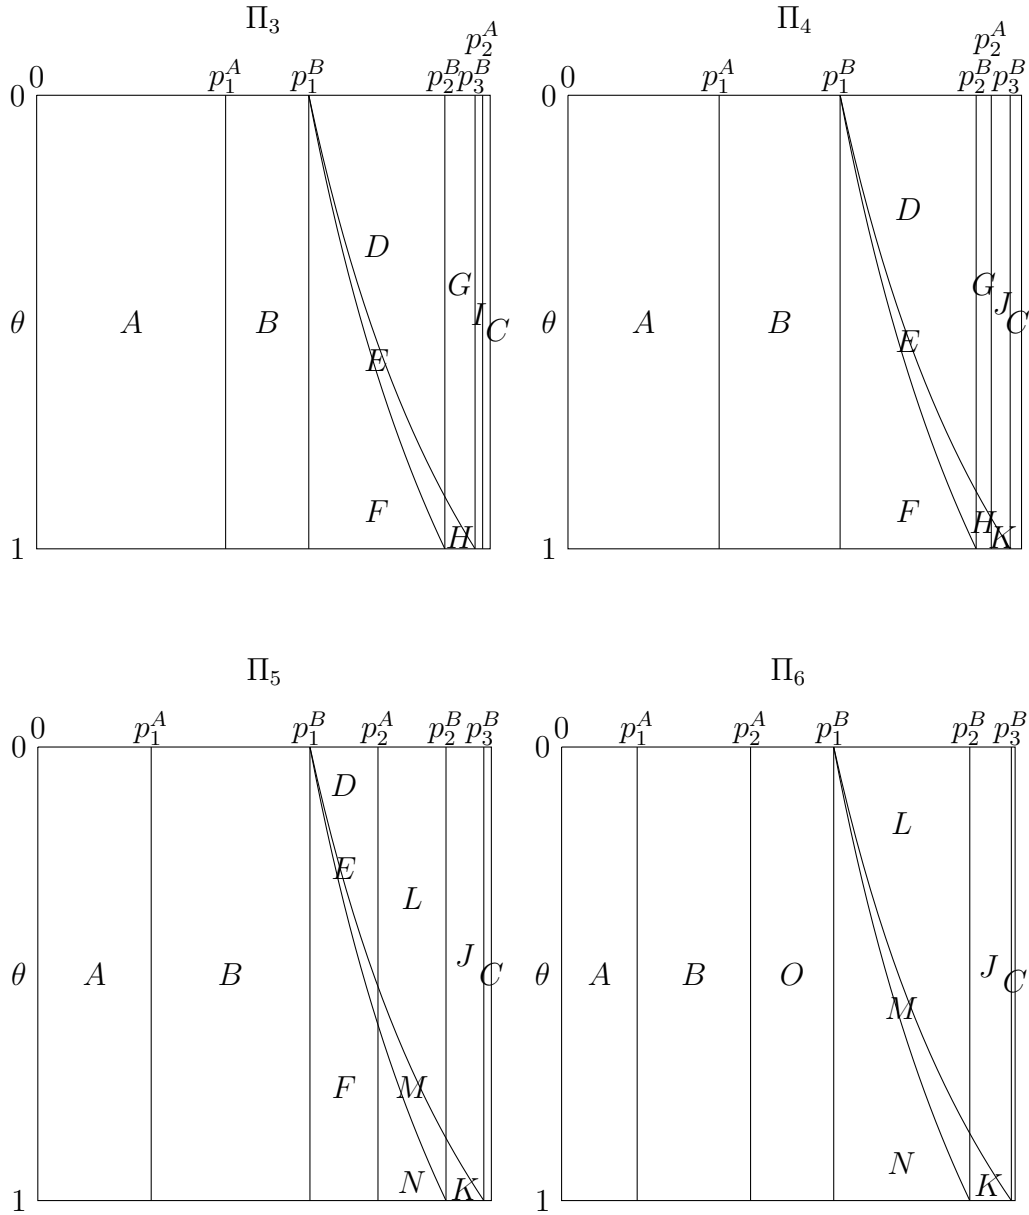 Π₃ Π₄
p₂ᴬ p₂ᴬ
0 p₁ᴬ p₁ᴮ p₂ᴮ p₃ᴮ 0 p₁ᴬ p₁ᴮ p₂ᴮ p₃ᴮ
0 0
D
D
G G
I J
θ A B C θ A B C
E
E
F F
H
H K
1 1
Π₅ Π₆
0 p₁ᴬ p₁ᴮ p₂ᴬ p₂ᴮ p₃ᴮ 0 p₁ᴬ p₂ᴬ p₁ᴮ p₂ᴮ p₃ᴮ
0 0
D
L
E
L
J J
θ A B C θ A B O C
M
F M
N
N K K
1 1